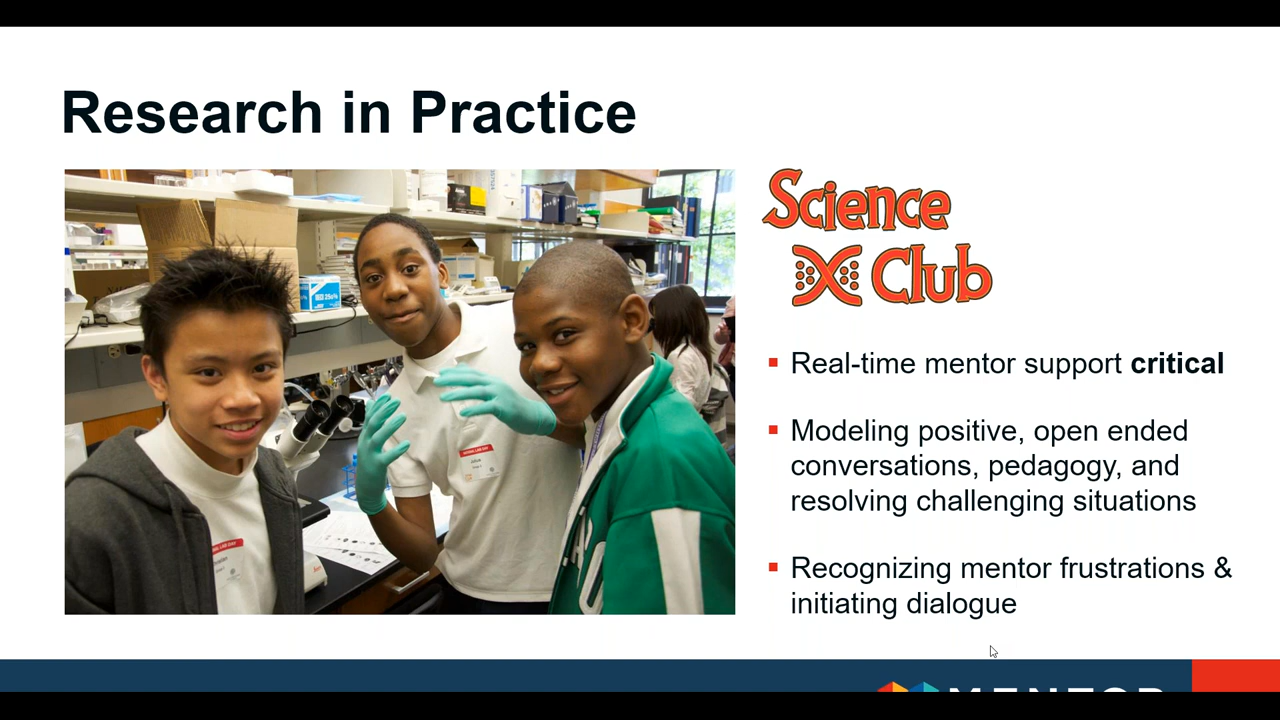 Research in Practice
Science
Club
Real-time mentor support critical
Modeling positive, open ended
conversations, pedagogy, and
resolving challenging situations
Recognizing mentor frustrations &
initiating dialogue
MENTOR